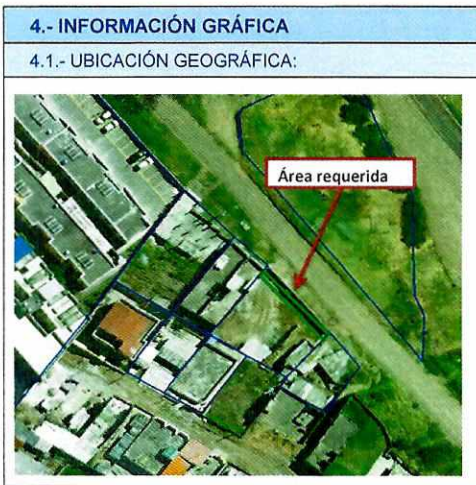 4.- INFORMACIÓN GRÁFICA
4.1.- UBICACIÓN GEOGRÁFICA:
Área requerida